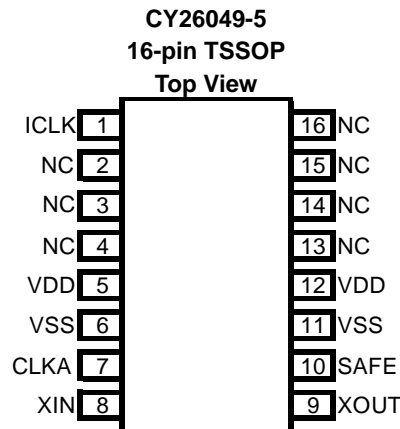 CY26049-5
16-pin TSSOP
Top View
ICLK 1 16 NC
NC 2 15 NC
NC 3 14 NC
NC 4 13 NC
VDD 5 12 VDD
VSS 6 11 VSS
CLKA 7 10 SAFE
XIN 8 9 XOUT